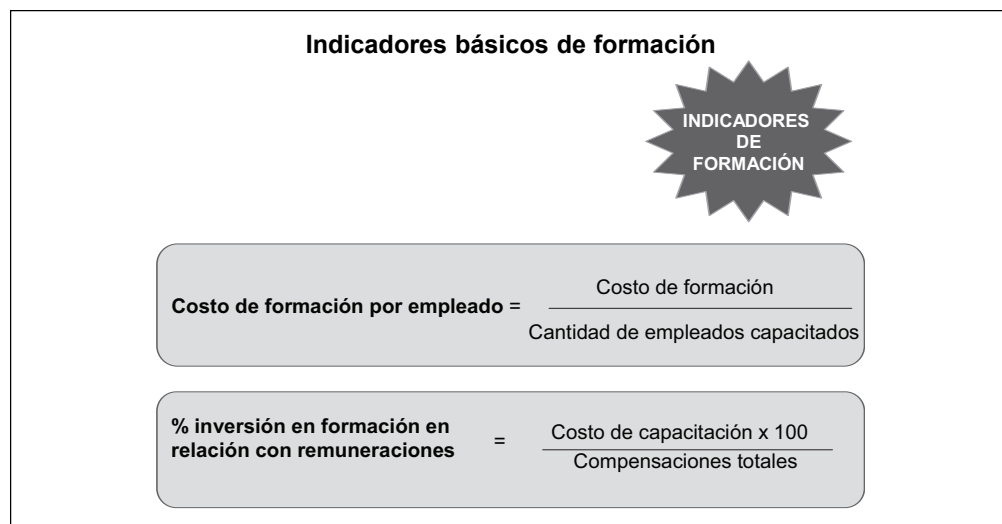 Indicadores básicos de formación
INDICADORES
DE
FORMACIÓN
Costo de formación por empleado =
Costo de formación
Cantidad de empleados capacitados
% inversión en formación en
relación con remuneraciones
=
Costo de capacitación x 100
Compensaciones totales